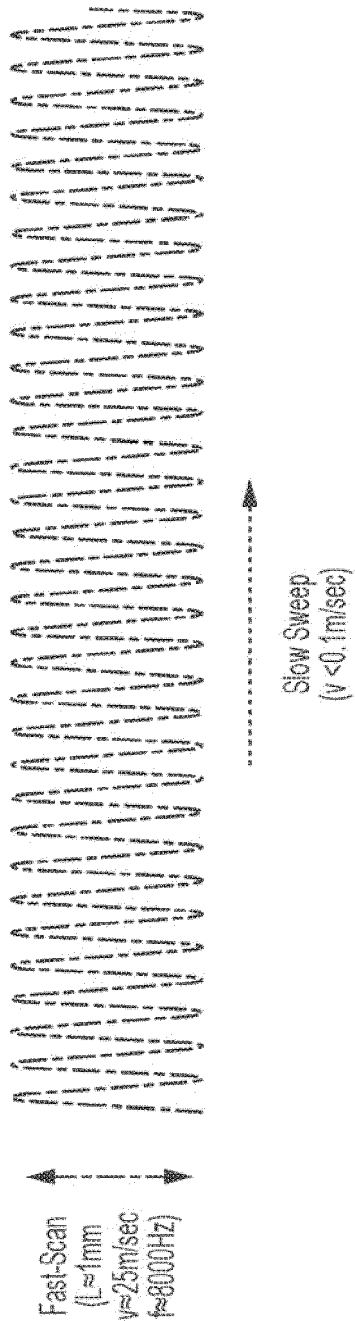 Fast-Scan
(L≈1mm
v≈25m/sec
f≈8000Hz)
Slow Sweep
(v <0.1m/sec)